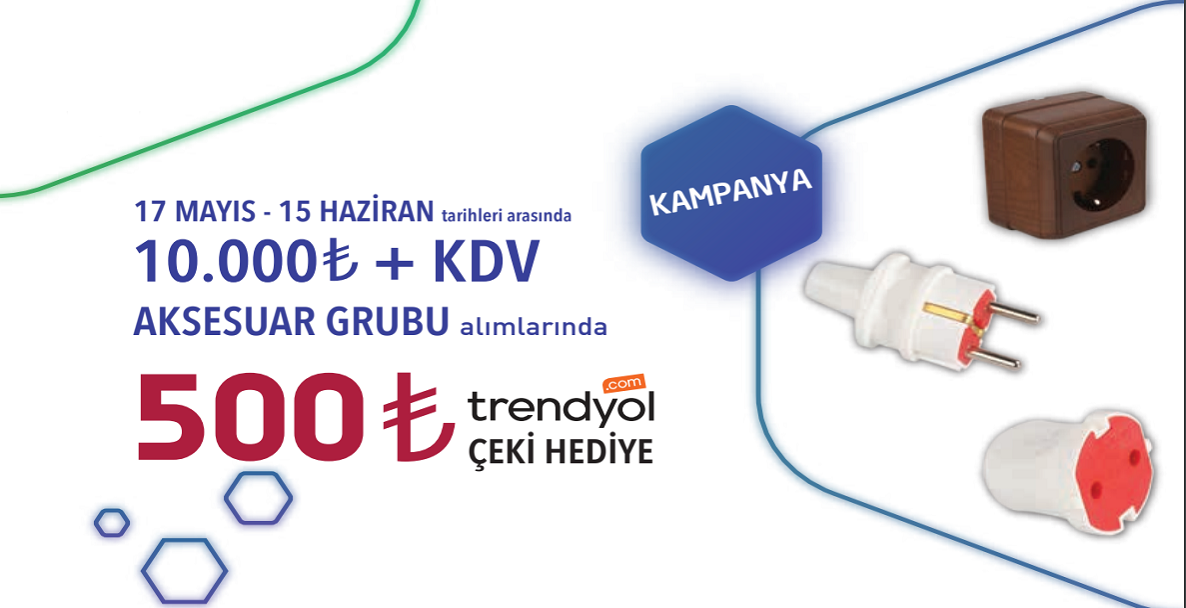 17 MAYIS - 15 HAZİRAN tarihleri arasında
10.000₺ + KDV
AKSESUAR GRUBU alımlarında
500₺ trendyol.com
ÇEKİ HEDİYE
KAMPANYA